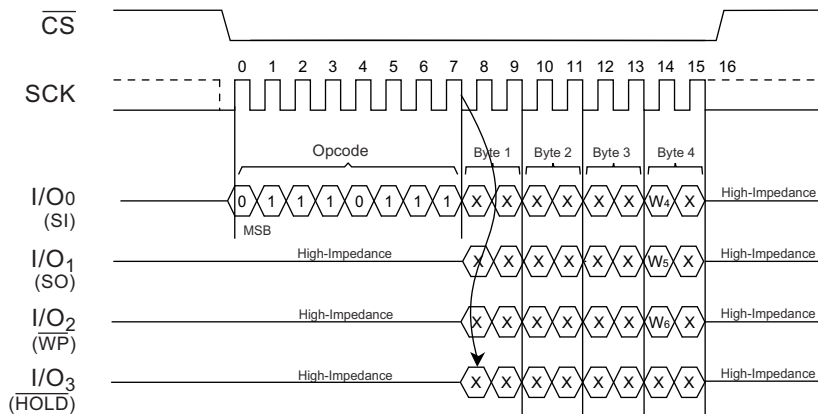 CS
0 1 2 3 4 5 6 7 8 9 10 11 12 13 14 15 16
SCK
Opcode Byte 1 Byte 2 Byte 3 Byte 4
I/O0 0 1 1 1 0 1 1 1 X X X X X X W4 X High-Impedance
(SI)
MSB
I/O1 High-Impedance X X X X X X W5 X High-Impedance
(SO)
I/O2 High-Impedance X X X X X X W6 X High-Impedance
(WP)
I/O3 High-Impedance X X X X X X X X High-Impedance
(HOLD)